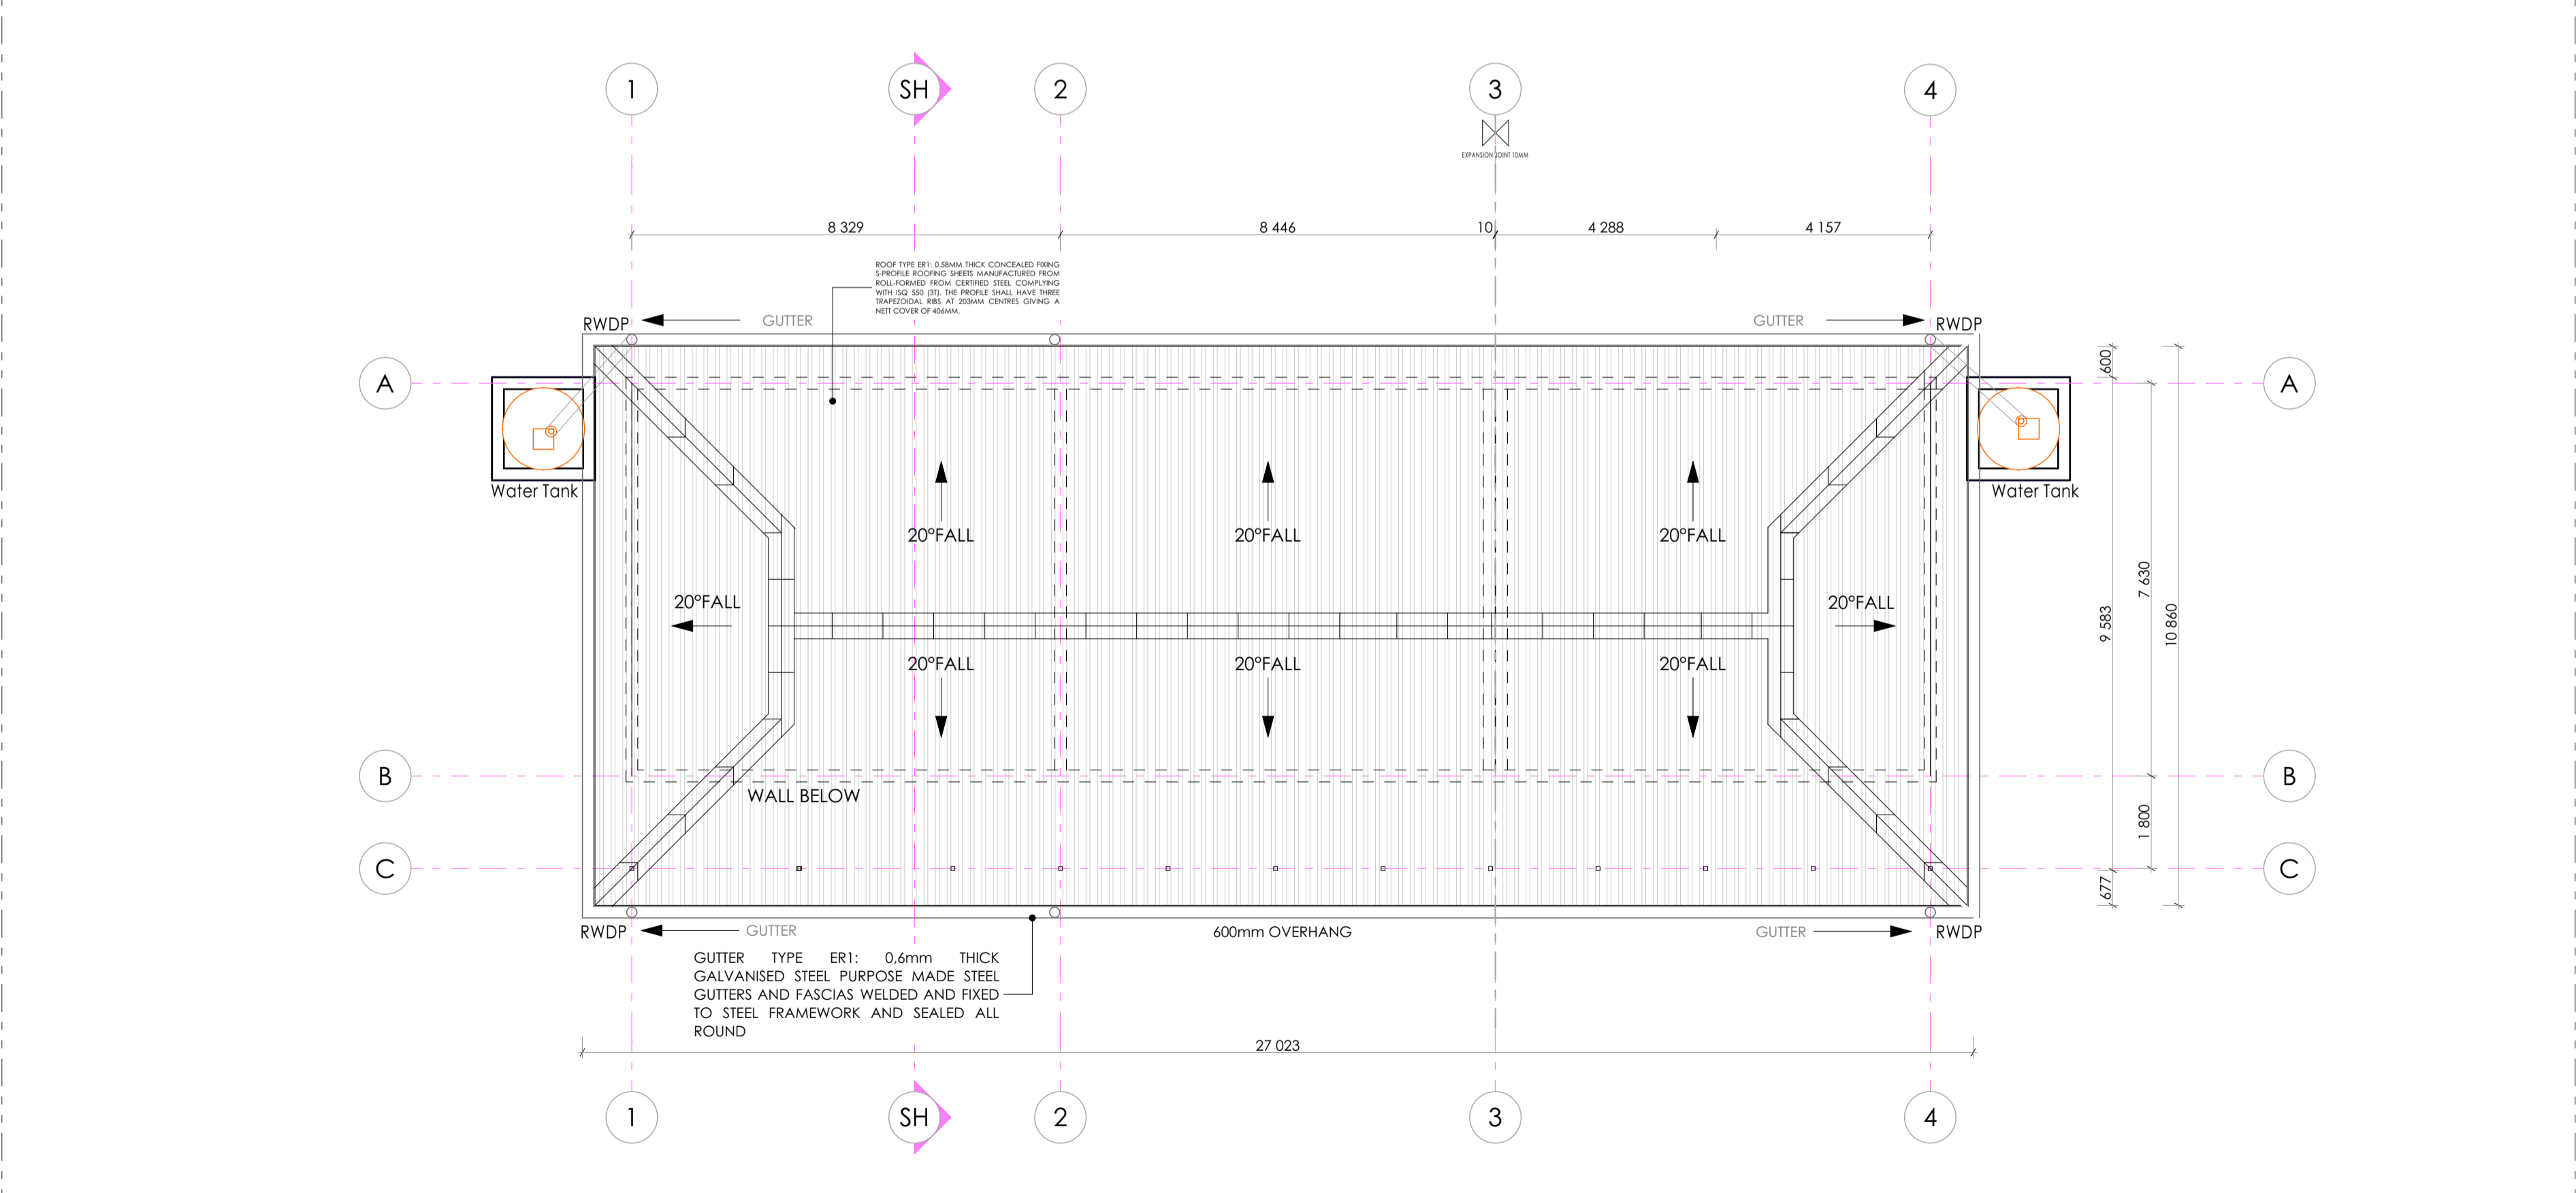 1
SH
2
3
4
EXPANSION JOINT 10MM
8 329
8 446
10
4 288
4 157
ROOF TYPE ER1: 0.58MM THICK CONCEALED FIXING
S-PROFILE ROOFING SHEETS MANUFACTURED FROM
ROLL-FORMED FROM CERTIFIED STEEL COMPLYING
WITH ISQ 550 (3T). THE PROFILE SHALL HAVE THREE
TRAPEZOIDAL RIBS AT 203MM CENTRES GIVING A
NETT COVER OF 406MM.
RWDP
GUTTER
GUTTER
RWDP
A
600
A
Water Tank
Water Tank
20°FALL
20°FALL
20°FALL
20°FALL
20°FALL
7 630
9 583
10 860
20°FALL
20°FALL
20°FALL
B
B
WALL BELOW
1 800
C
C
677
RWDP
GUTTER
600mm OVERHANG
GUTTER
RWDP
GUTTER TYPE ER1: 0,6mm THICK
GALVANISED STEEL PURPOSE MADE STEEL
GUTTERS AND FASCIAS WELDED AND FIXED
TO STEEL FRAMEWORK AND SEALED ALL
ROUND
27 023
1
SH
2
3
4